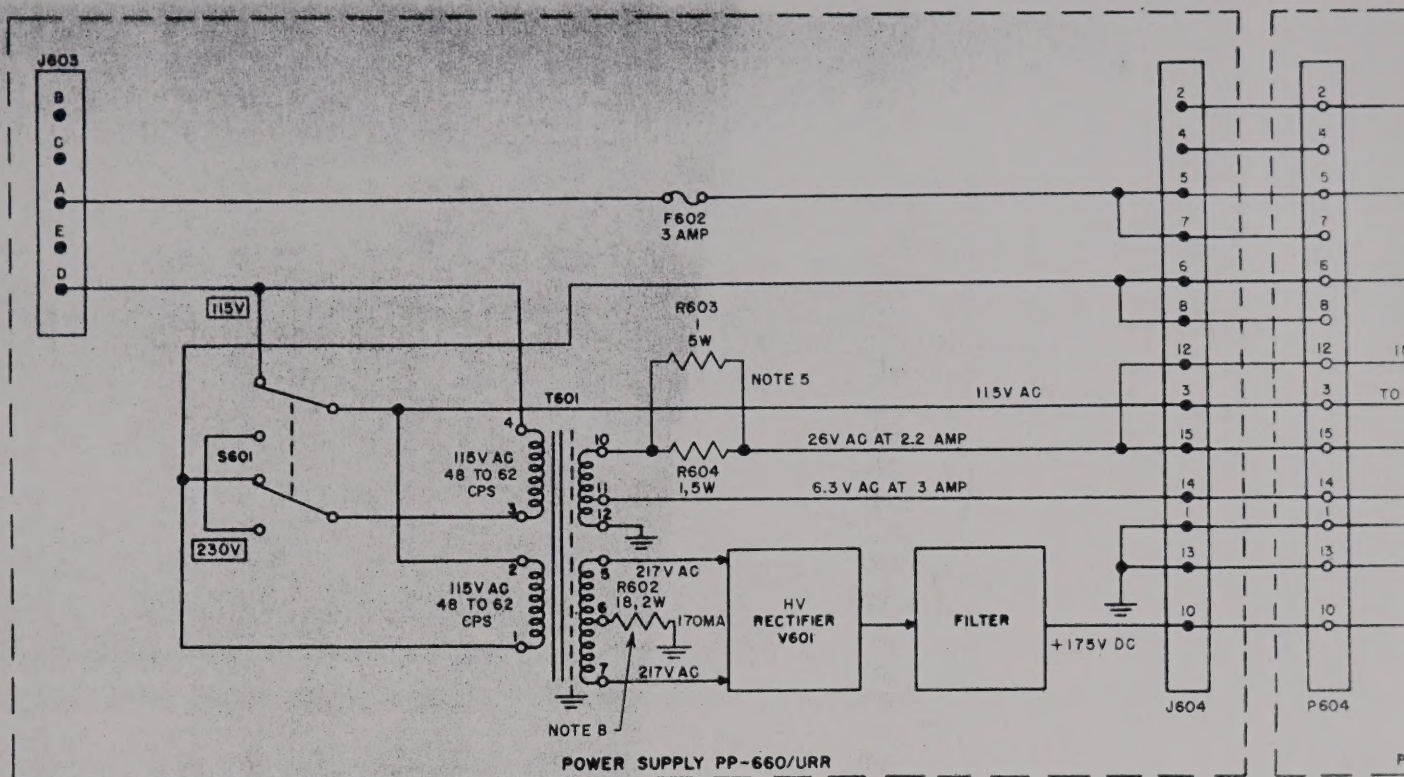 J603
B
C
A
E
D
115V
S601
230V
F602
3 AMP
R603
1
5W
NOTE 5
R604
1,5W
T601
4
115V AC
48 TO 62
CPS
3
2
115V AC
48 TO 62
CPS
1
10
11
12
5
6
7
217V AC
R602
18,2W
170MA
217V AC
NOTE 8
HV
RECTIFIER
V601
FILTER
115V AC
26V AC AT 2.2 AMP
6.3V AC AT 3 AMP
+175V DC
2
4
5
7
6
8
12
3
15
14
1
13
10
J604
2
4
5
7
6
8
12
3
15
14
1
13
10
P604
TO
POWER SUPPLY PP-660/URR
P